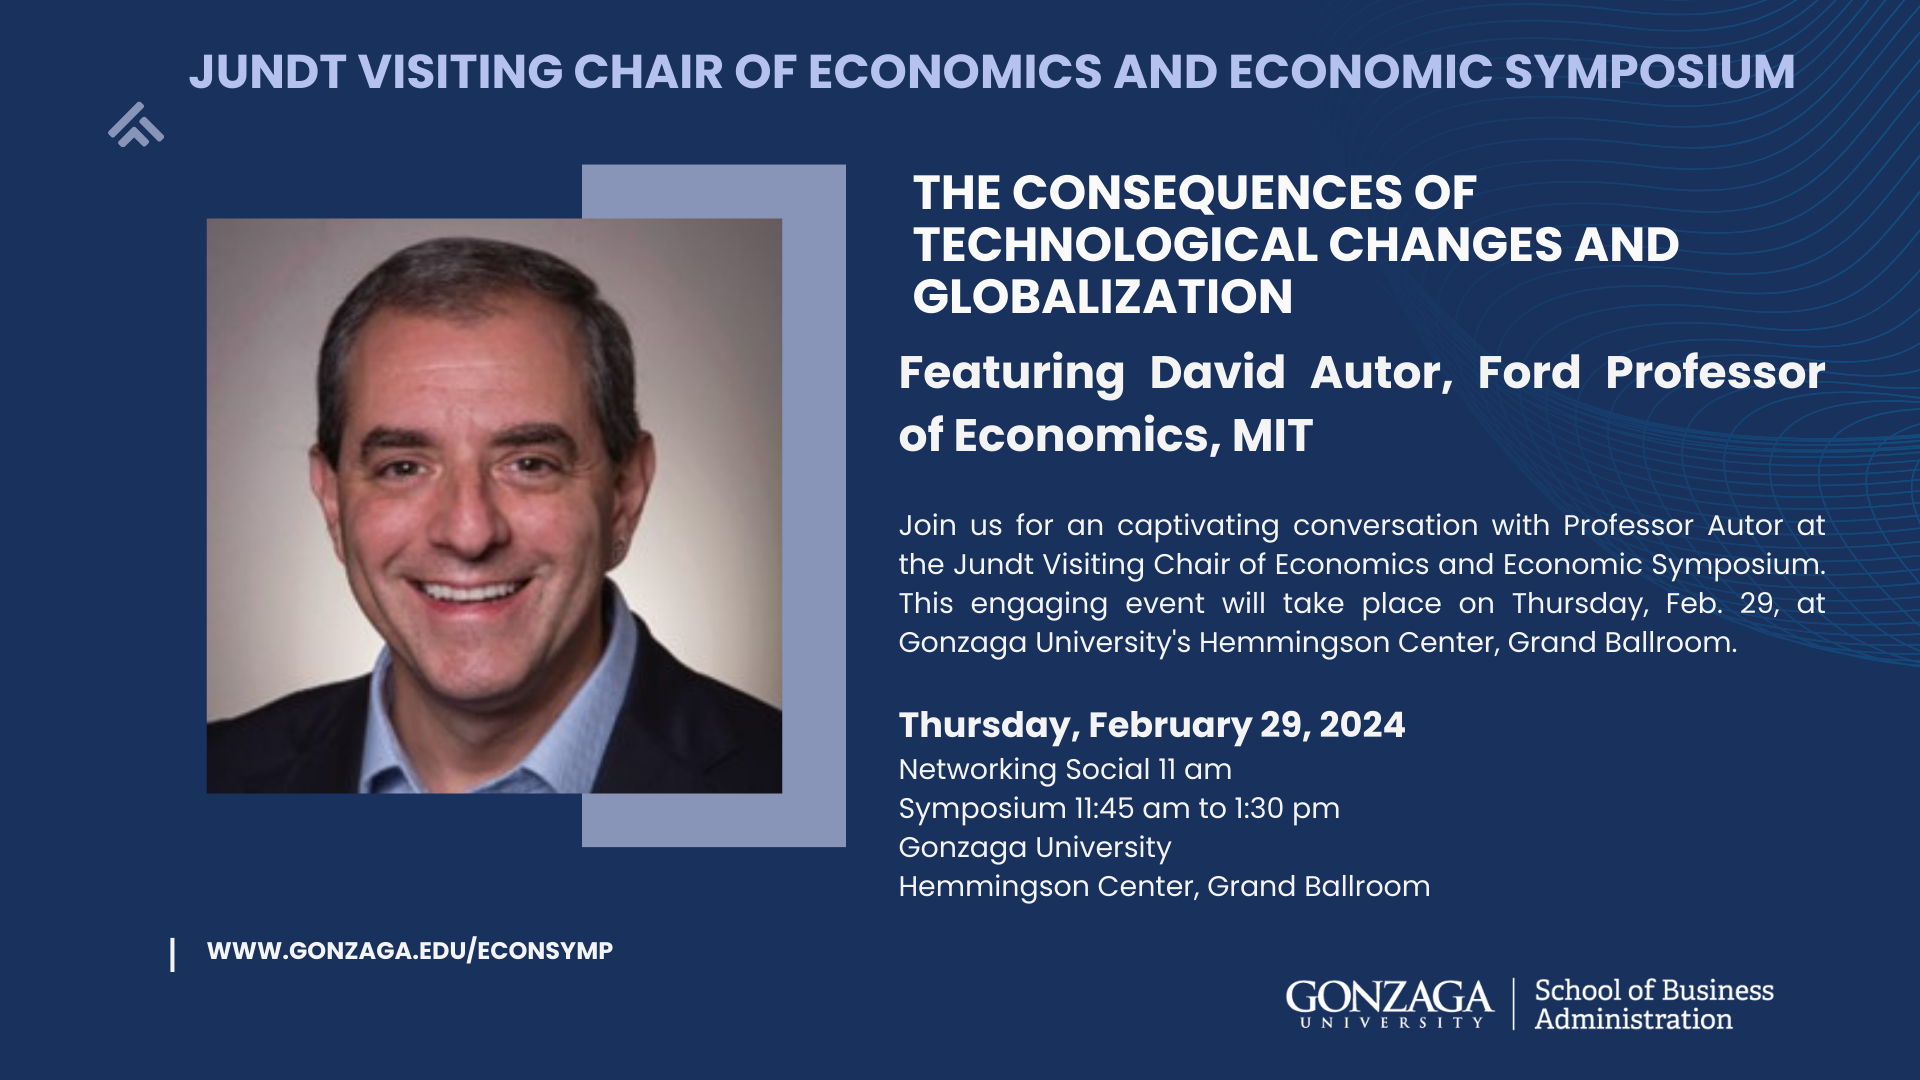 JUNDT VISITING CHAIR OF ECONOMICS AND ECONOMIC SYMPOSIUM
THE CONSEQUENCES OF
TECHNOLOGICAL CHANGES AND
GLOBALIZATION
Featuring David Autor, Ford Professor
of Economics, MIT
Join us for an captivating conversation with Professor Autor at
the Jundt Visiting Chair of Economics and Economic Symposium.
This engaging event will take place on Thursday, Feb. 29, at
Gonzaga University's Hemmingson Center, Grand Ballroom.
Thursday, February 29, 2024
Networking Social 11 am
Symposium 11:45 am to 1:30 pm
Gonzaga University
Hemmingson Center, Grand Ballroom
WWW.GONZAGA.EDU/ECONSYMP
GONZAGA
UNIVERSITY
School of Business
Administration